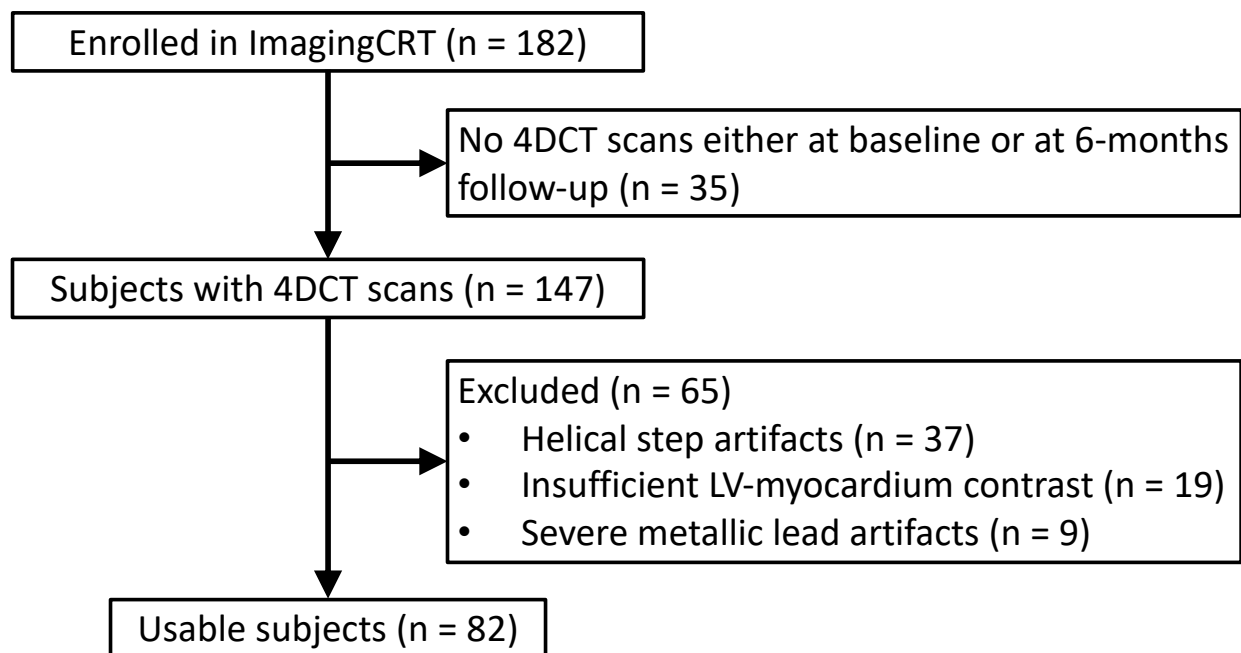 Enrolled in ImagingCRT (n = 182)
No 4DCT scans either at baseline or at 6-months
follow-up (n = 35)
Subjects with 4DCT scans (n = 147)
Excluded (n = 65)
• Helical step artifacts (n = 37)
• Insufficient LV-myocardium contrast (n = 19)
• Severe metallic lead artifacts (n = 9)
Usable subjects (n = 82)